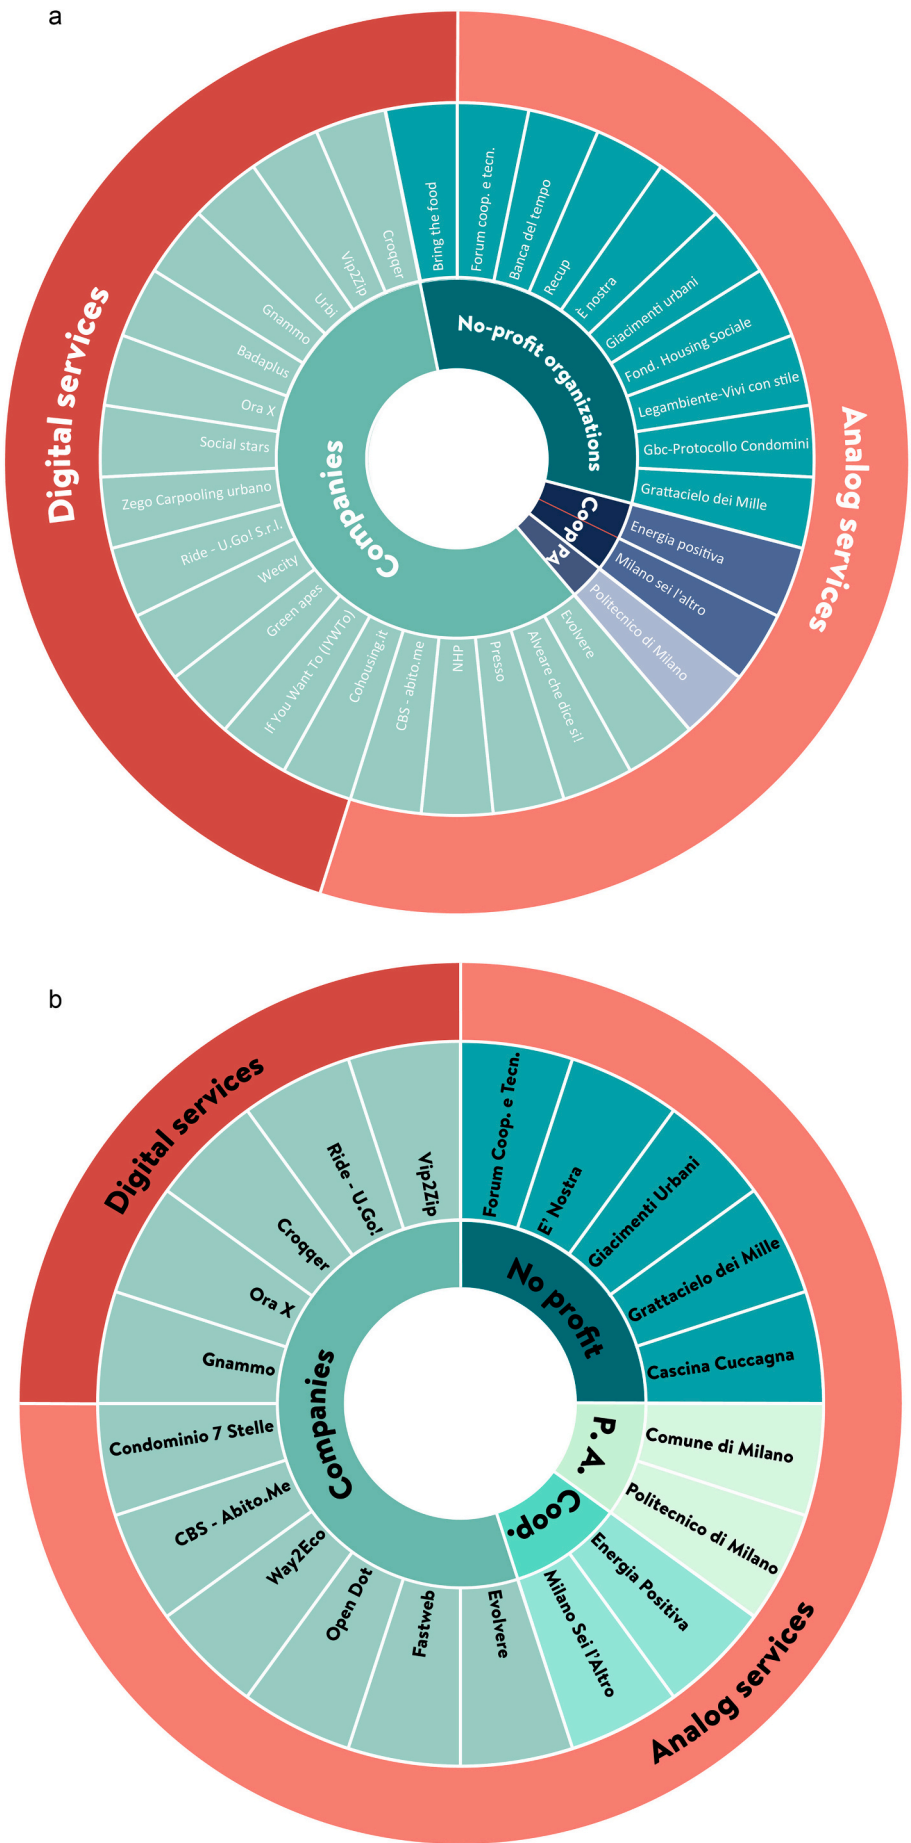 a
Digital services
Analog services
No-profit organizations
Coop
PA
Companies
Bring the food
Forum coop. e tecn.
Banca del tempo
Recup
È nostra
Giacimenti urbani
Fond. Housing Sociale
Legambiente-Vivi con stile
Gbc-Protocollo Condomini
Grattacielo dei Mille
Energia positiva
Milano sei l'altro
Politecnico di Milano
Evolvere
Alveare che dice sì!
Presso
NHP
CBS - abito.me
Cohousing.it
If You Want To (IYWTo)
Green apes
Wecity
Ride - U.Go! S.r.l.
Zego Carpooling urbano
Social stars
Ora X
Badaplus
Gnammo
Urbi
Vip2Zip
Croqqer
b
Digital services
Analog services
No profit
P. A.
Coop.
Companies
Forum Coop. e Tecn.
E' Nostra
Giacimenti Urbani
Grattacielo dei Mille
Cascina Cuccagna
Comune di Milano
Politecnico di Milano
Energia Positiva
Milano Sei l'Altro
Evolvere
Fastweb
Open Dot
Way2Eco
CBS - Abito.Me
Condominio 7 Stelle
Gnammo
Ora X
Croqqer
Ride - U.Go!
Vip2Zip